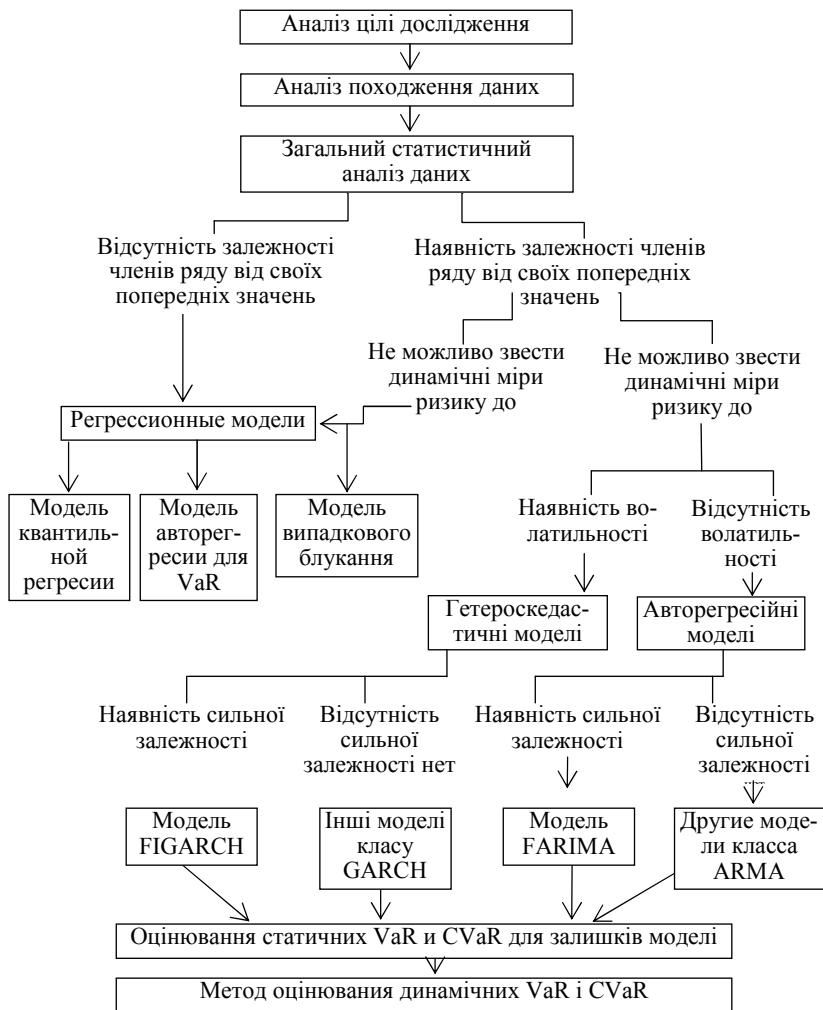 Аналіз цілі дослідження
Аналіз походження даних
Загальний статистичний
аналіз даних
Відсутність залежності
членів ряду від своїх
попередніх значень
Наявність залежності членів
ряду від своїх попередніх
значень
Не можливо звести
динамічні міри
ризику до
Не можливо звести
динамічні міри
ризику до
Регрессионные модели
Модель
квантиль-
ной регресии
Модель
авторег-
ресии для
VaR
Модель
випадкового
блукання
Наявність во-
латильності
Відсутність
волатиль-
ності
Гетероскедас-
тичні моделі
Авторегресійні
моделі
Наявність сильної
залежності
Відсутність
сильної
залежності нет
Наявність сильної
залежності
Відсутність
сильної
залежності
Модель
FIGARCH
Інші моделі
класу
GARCH
Модель
FARIMA
Другие моде-
ли класса
ARMA
Оцінювання статичних VaR и CVaR для залишків моделі
Метод оцінювання динамічних VaR і CVaR